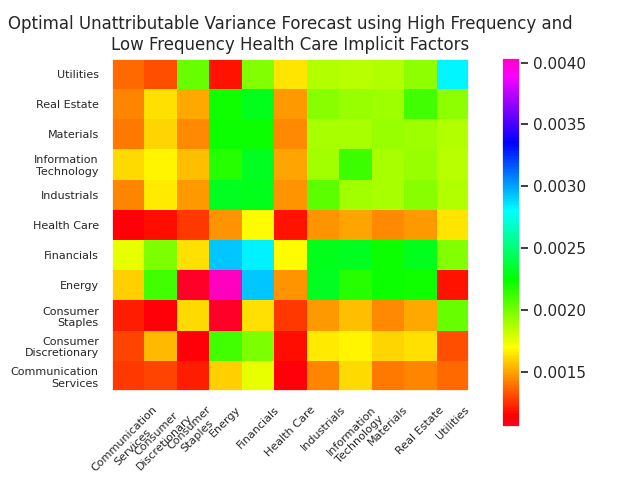 Optimal Unattributable Variance Forecast using High Frequency and
Low Frequency Health Care Implicit Factors
Utilities
Real Estate
Materials
Information
Technology
Industrials
Health Care
Financials
Energy
Consumer
Staples
Consumer
Discretionary
Communication
Services
Communication
Services
Consumer
Discretionary
Consumer
Staples
Energy
Financials
Health Care
Industrials
Information
Technology
Materials
Real Estate
Utilities
0.0040
0.0035
0.0030
0.0025
0.0020
0.0015